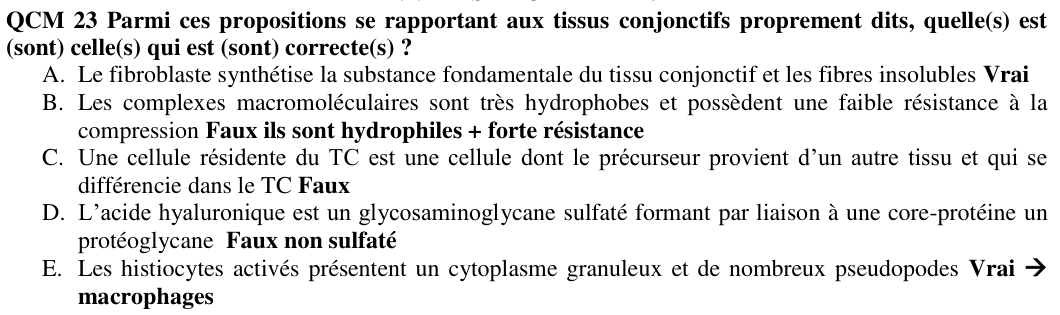 QCM 23 Parmi ces propositions se rapportant aux tissus conjonctifs proprement dits, quelle(s) est
(sont) celle(s) qui est (sont) correcte(s) ?
A. Le fibroblaste synthétise la substance fondamentale du tissu conjonctif et les fibres insolubles Vrai
B. Les complexes macromoléculaires sont très hydrophobes et possèdent une faible résistance à la
compression Faux ils sont hydrophiles + forte résistance
C. Une cellule résidente du TC est une cellule dont le précurseur provient d'un autre tissu et qui se
différencie dans le TC Faux
D. L'acide hyaluronique est un glycosaminoglycane sulfaté formant par liaison à une core-protéine un
protéoglycane Faux non sulfaté
E. Les histiocytes activés présentent un cytoplasme granuleux et de nombreux pseudopodes Vrai →
macrophages